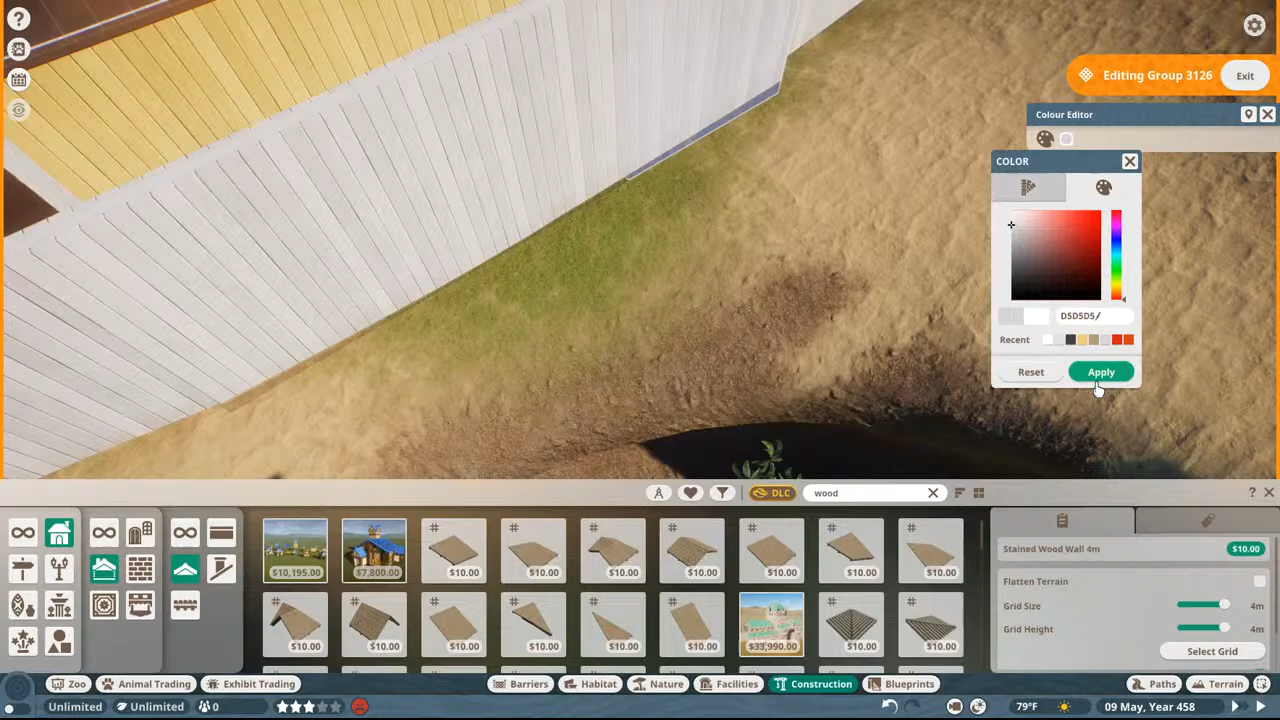 ?
Editing Group 3126 Exit
Colour Editor
COLOR
D5D5D5/
Recent
Reset Apply
DLC wood ?
$10,195.00 $7,800.00 # $10.00 # $10.00 # $10.00 # $10.00 # $10.00 # $10.00 # $10.00
# $10.00 # $10.00 # $10.00 # $10.00 # $10.00 # $10.00 $33,990.00 # $10.00 # $10.00
Stained Wood Wall 4m $10.00
Flatten Terrain
Grid Size 4m
Grid Height 4m
Select Grid
Zoo Animal Trading Exhibit Trading Barriers Habitat Nature Facilities Construction Blueprints Paths Terrain
Unlimited Unlimited 0 79°F 09 May, Year 458